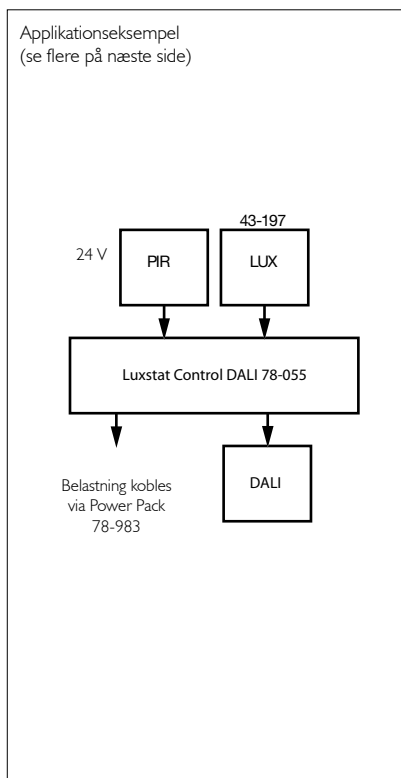 Applikationseksempel
(se flere på næste side)
43-197
24 V
PIR
LUX
Luxstat Control DALI 78-055
Belastning kobles
via Power Pack
78-983
DALI